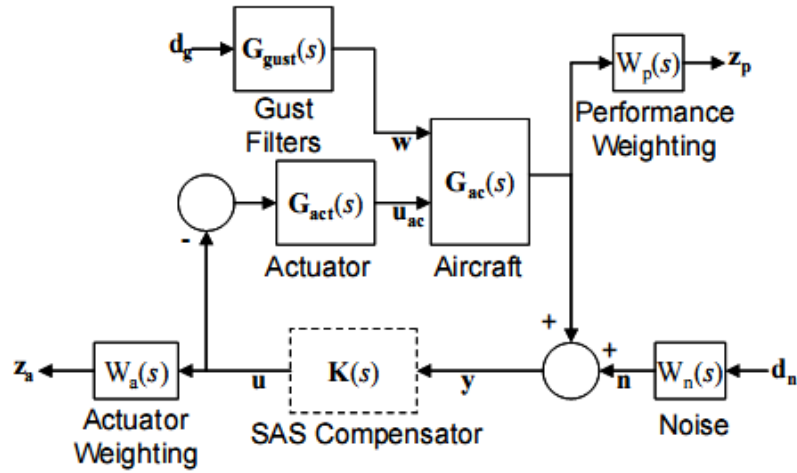 d_g
G_gust(s)
Gust
Filters
w
W_p(s)
z_p
Performance
Weighting
-
G_act(s)
u_ac
Actuator
G_ac(s)
Aircraft
+
+
z_a
W_a(s)
Actuator
Weighting
u
K(s)
SAS Compensator
y
n
W_n(s)
d_n
Noise